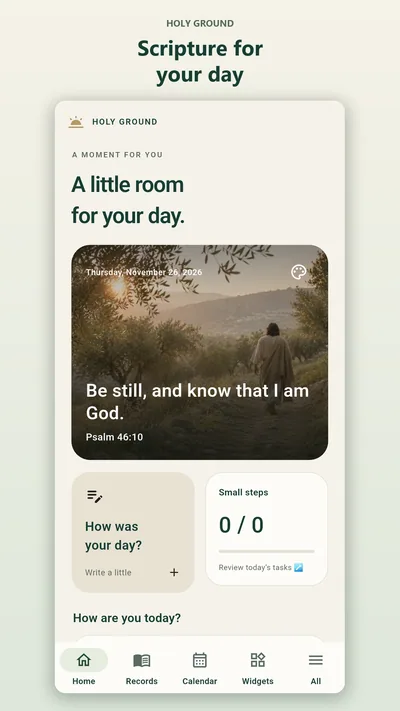 HOLY GROUND
Scripture for
your day
HOLY GROUND
A MOMENT FOR YOU
A little room
for your day.
Thursday, November 26, 2026
Be still, and know that I am
God.
Psalm 46:10
How was
your day?
Write a little
Small steps
0 / 0
Review today's tasks
How are you today?
Home
Records
Calendar
Widgets
All